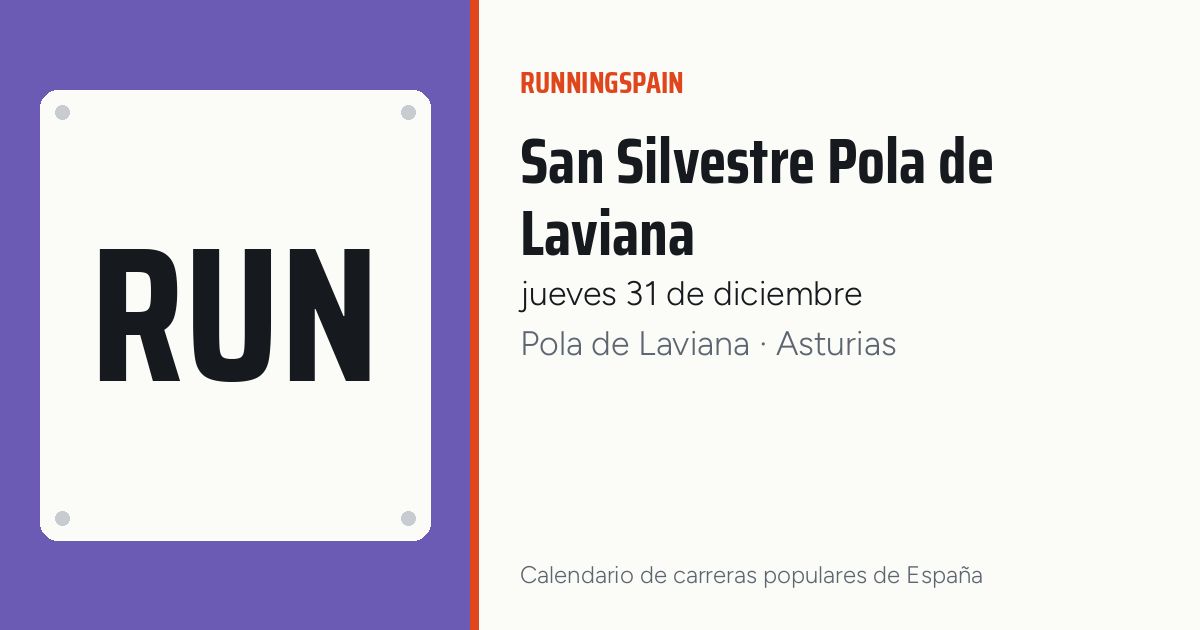 RUN
RUNNINGSPAIN
San Silvestre Pola de
Laviana
jueves 31 de diciembre
Pola de Laviana · Asturias
Calendario de carreras populares de España